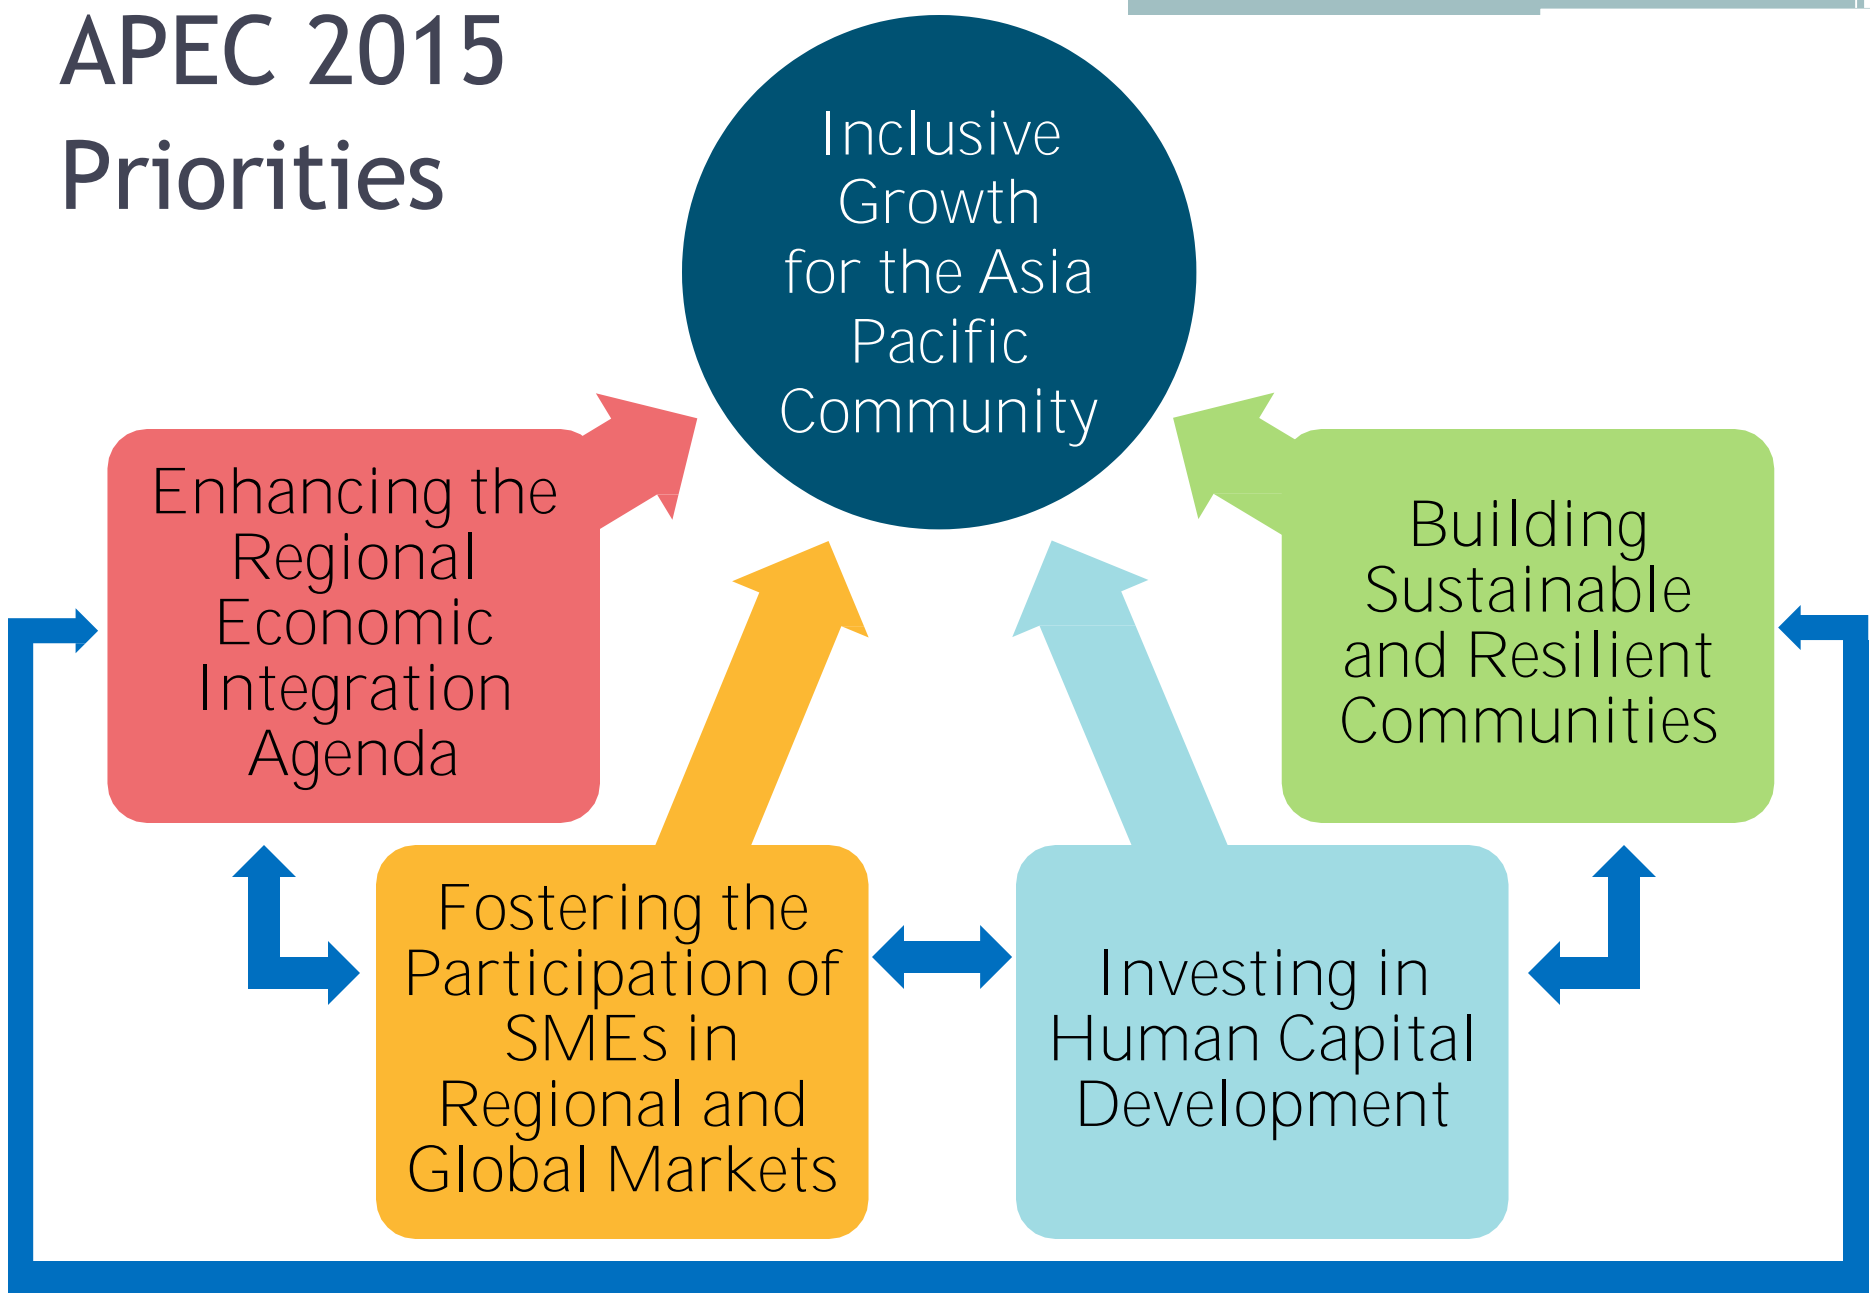 APEC 2015
Priorities
Inclusive
Growth
for the Asia
Pacific
Community
Enhancing the
Regional
Economic
Integration
Agenda
Building
Sustainable
and Resilient
Communities
Fostering the
Participation of
SMEs in
Regional and
Global Markets
Investing in
Human Capital
Development